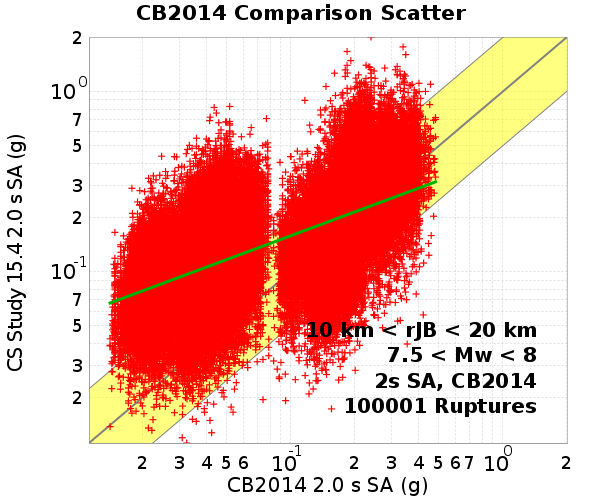 CB2014 Comparison Scatter
CS Study 15.4 2.0 s SA (g)
2
10^0
7
5
3
2
10^-1
7
5
3
2
10 km < rJB < 20 km
7.5 < Mw < 8
2s SA, CB2014
100001 Ruptures
2 3 4 5 6 10^-1 2 3 4 5 6 7 10^0 2
CB2014 2.0 s SA (g)